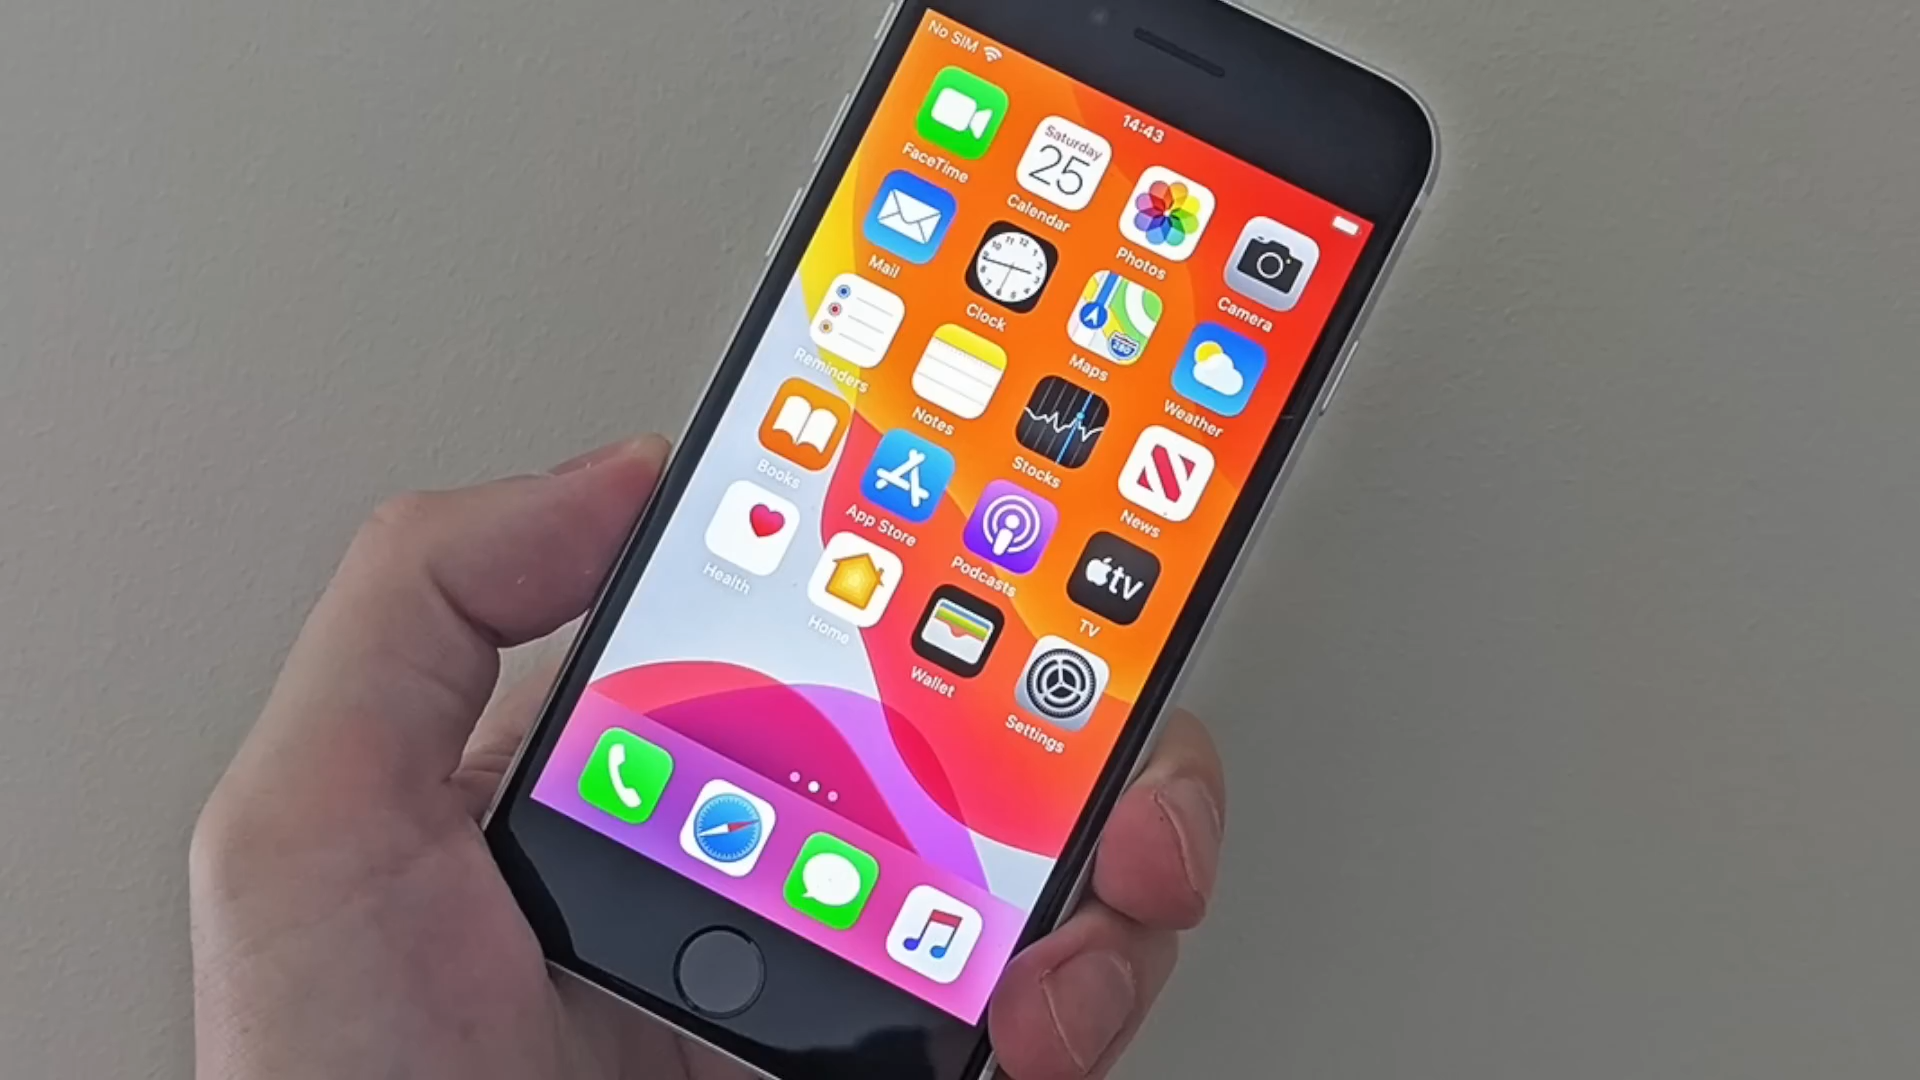 No SIM
14:43
FaceTime
Saturday
25
Calendar
Photos
Camera
Mail
Clock
280
Maps
Weather
Reminders
Notes
Stocks
News
Books
App Store
Podcasts
tv
TV
Health
Home
Wallet
Settings